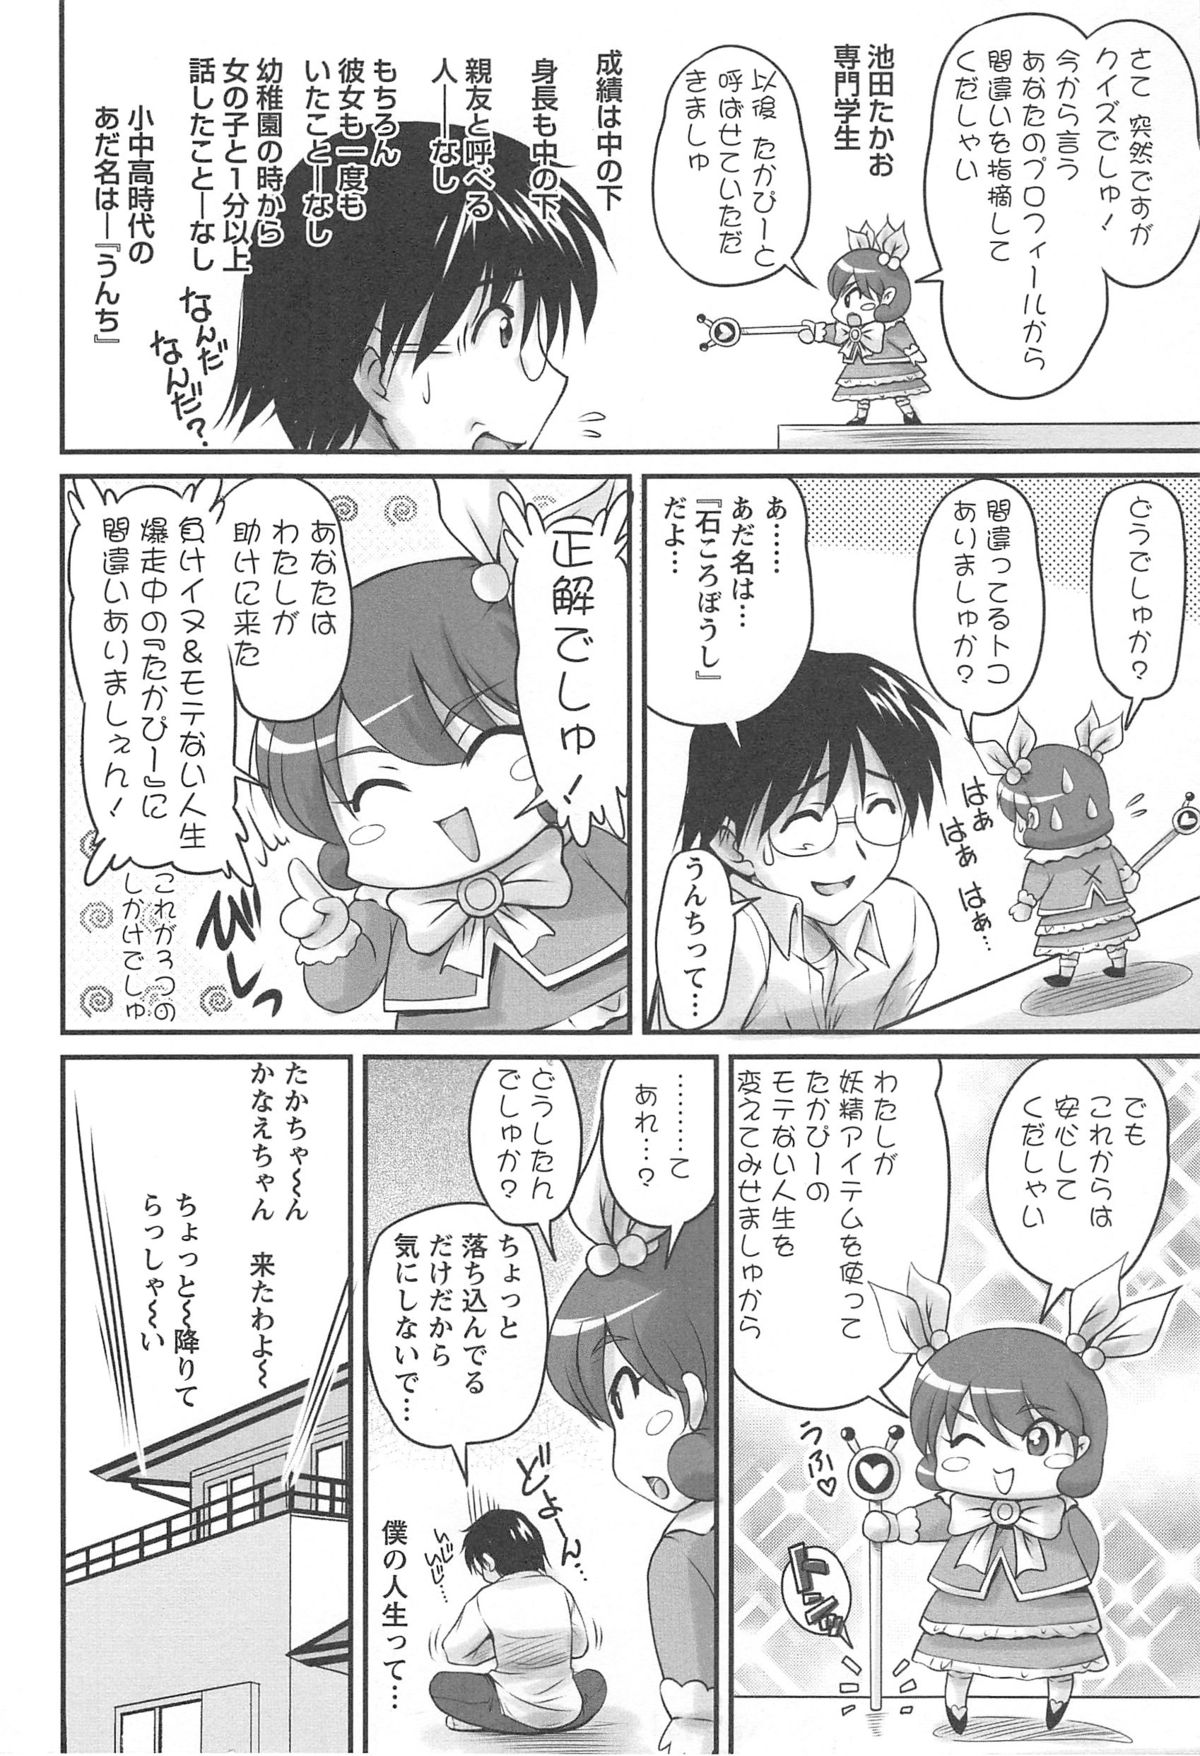 さて 突然ですが
クイズでしゅ！
今から言う
あなたのプロフィールから
間違いを指摘して
くだしゃい
池田たかお
専門学生
以後 たかぴーと
呼ばせていただ
きましゅ
成績は中の下
身長も中の下
親友と呼べる
人——なし
もちろん
彼女も一度も
いたことーなし
幼稚園の時から
女の子と1分以上
話したことーなし
小中高時代の
あだ名は—『うんち』
なんだ
なんだ？
どうでしゅか？
間違ってるトコ
ありましゅか？
はぁ
はぁ
はぁ…
あ……
あだ名は…
『石ころぼうし』
だよ…
うんちって…
正解でしゅ！
あなたは
わたしが
助けに来た
負けイヌ＆モテない人生
爆走中の『たかぴー』に
間違いありましぇん！
これが3つの
しかけでしゅ
でも
これからは
安心して
くだしゃい
わたしが
妖精アイテムを使って
たかぴーの
モテない人生を
変えてみせましゅから
うふ♡
トンッ
………て
あれ…？
どうしたん
でしゅか？
ちょっと
落ち込んでる
だけだから
気にしないで…
どよーん…
いじ…
いじ…
僕の人生って…
たかちゃ〜ん
かなえちゃん　来たわよ〜
ちょっと〜降りて
らっしゃ〜い